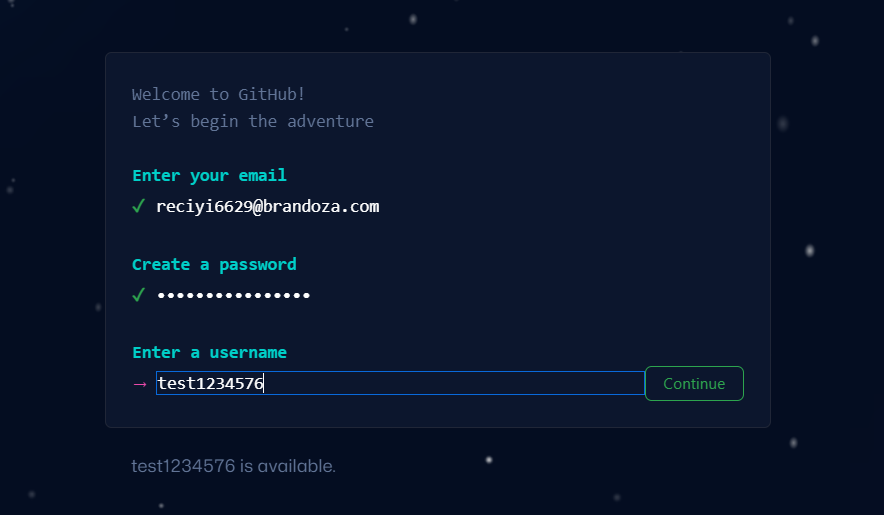 Welcome to GitHub!
Let’s begin the adventure
Enter your email
✓ reciyi6629@brandoza.com
Create a password
✓ ••••••••••••••••
Enter a username
→ test1234576
Continue
test1234576 is available.